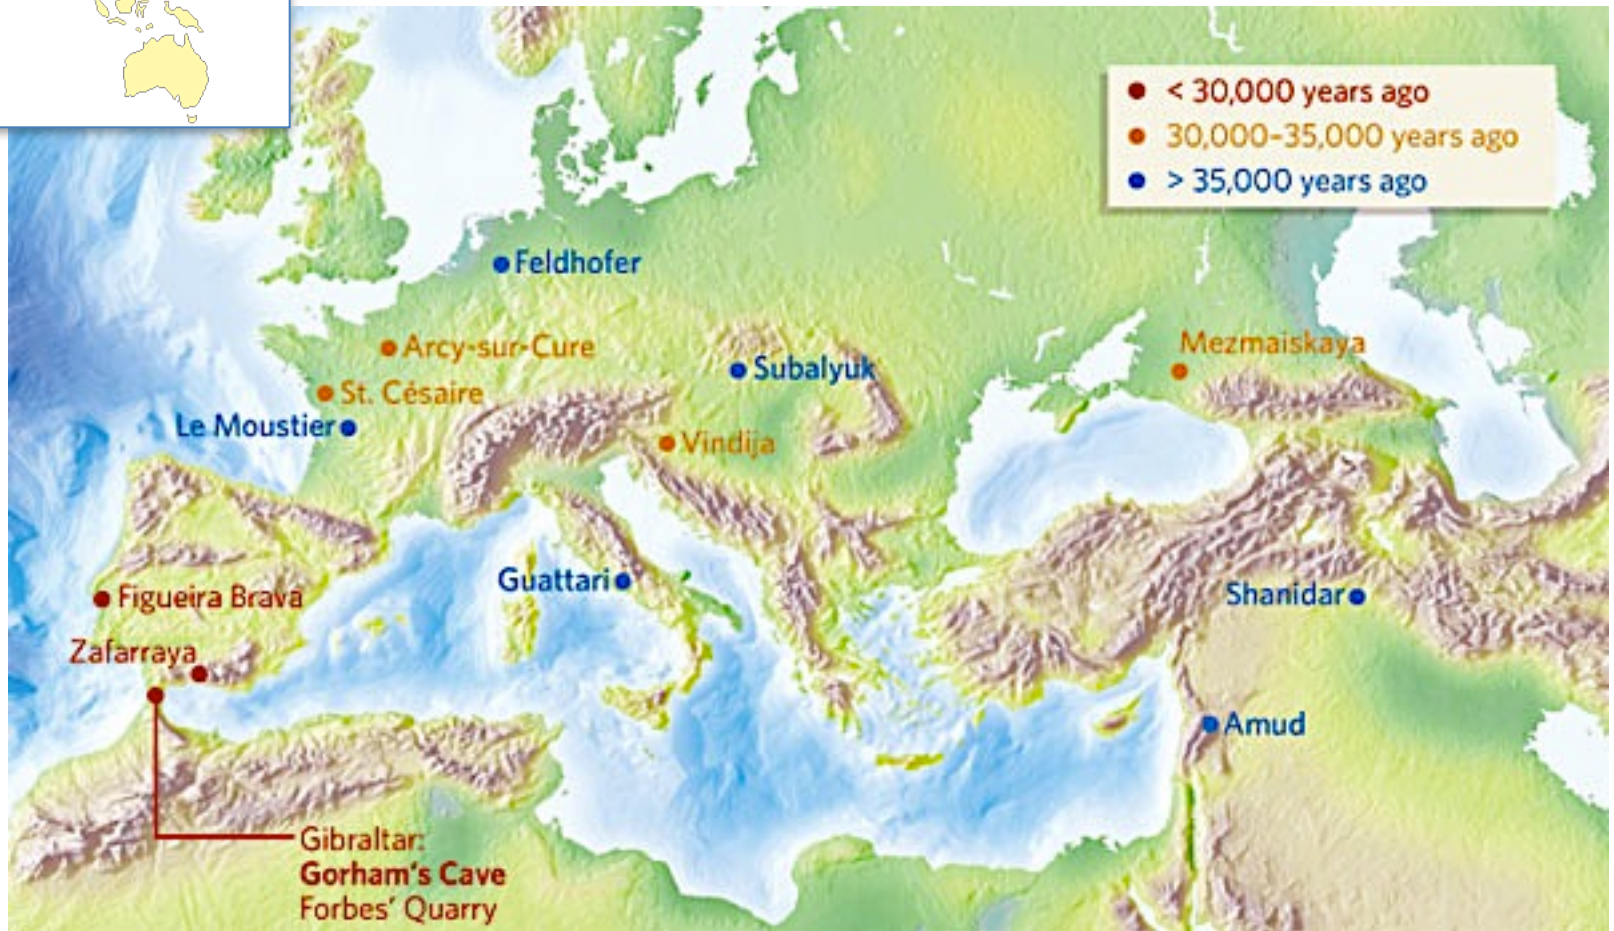 < 30,000 years ago
30,000–35,000 years ago
> 35,000 years ago
Feldhofer
Arcy-sur-Cure
Mezmaiskaya
Subalyuk
St. Césaire
Le Moustier
Vindija
Guattari
Figueira Brava
Shanidar
Zafarraya
Amud
Gibraltar:
Gorham's Cave
Forbes' Quarry